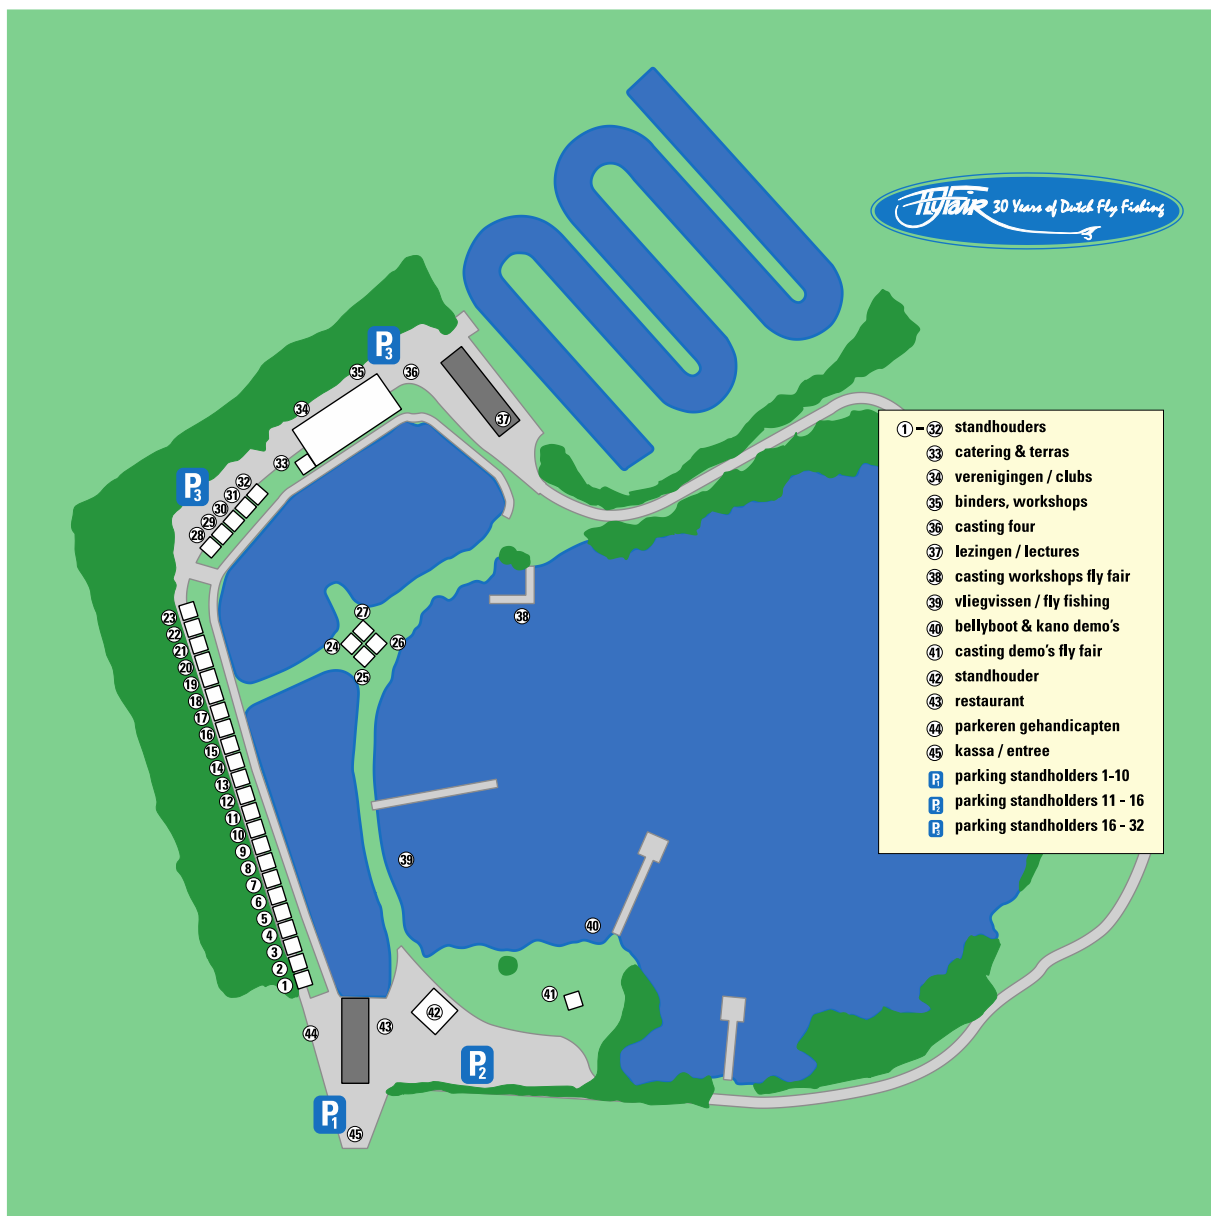 FLYFAIR 30 Years of Dutch Fly Fishing
P3
35
36
34
37
33
P3
32
31
30
29
28
1 - 32 standhouders
33 catering & terras
34 verenigingen / clubs
35 binders, workshops
36 casting four
37 lezingen / lectures
38 casting workshops fly fair
39 vliegvissen / fly fishing
40 bellyboot & kano demo's
41 casting demo's fly fair
42 standhouder
43 restaurant
44 parkeren gehandicapten
45 kassa / entree
P1 parking standholders 1-10
P2 parking standholders 11 - 16
P3 parking standholders 16 - 32
27
24
26
25
38
23
22
21
20
19
18
17
16
15
14
13
12
11
10
9
8
7
6
5
4
3
2
1
39
40
41
42
43
44
P2
P1
45